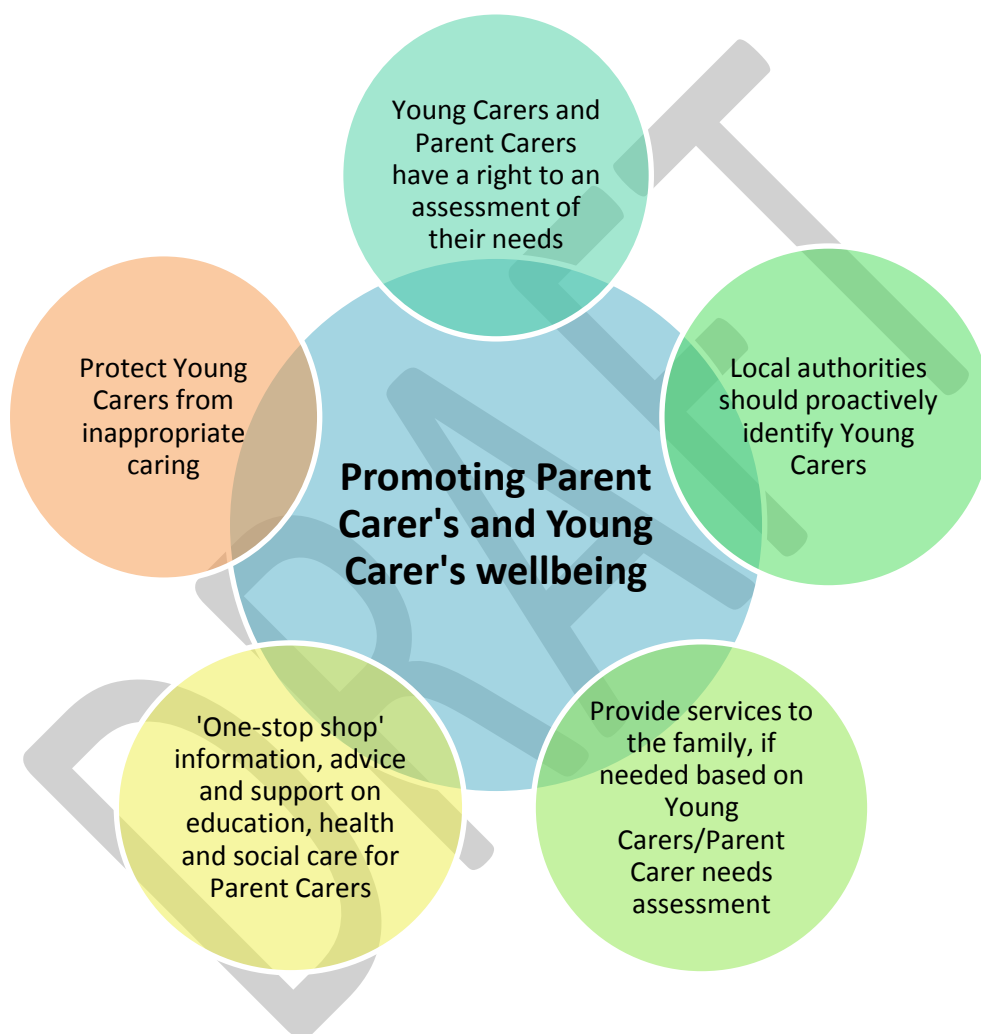 Young Carers and
Parent Carers
have a right to an
assessment of
their needs
Local authorities
should proactively
identify Young
Carers
Provide services to
the family, if
needed based on
Young
Carers/Parent
Carer needs
assessment
'One-stop shop'
information, advice
and support on
education, health
and social care for
Parent Carers
Protect Young
Carers from
inappropriate
caring
Promoting Parent
Carer's and Young
Carer's wellbeing
DRAFT